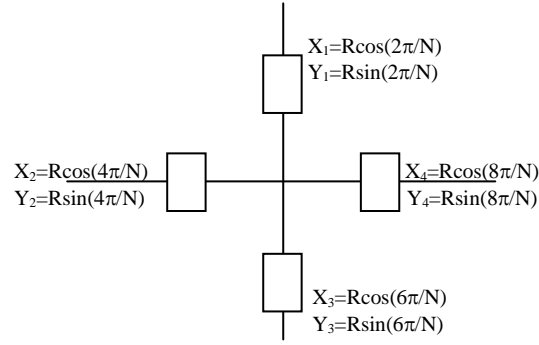 X₁=Rcos(2π/N)
Y₁=Rsin(2π/N)
X₂=Rcos(4π/N)
Y₂=Rsin(4π/N)
X₄=Rcos(8π/N)
Y₄=Rsin(8π/N)
X₃=Rcos(6π/N)
Y₃=Rsin(6π/N)